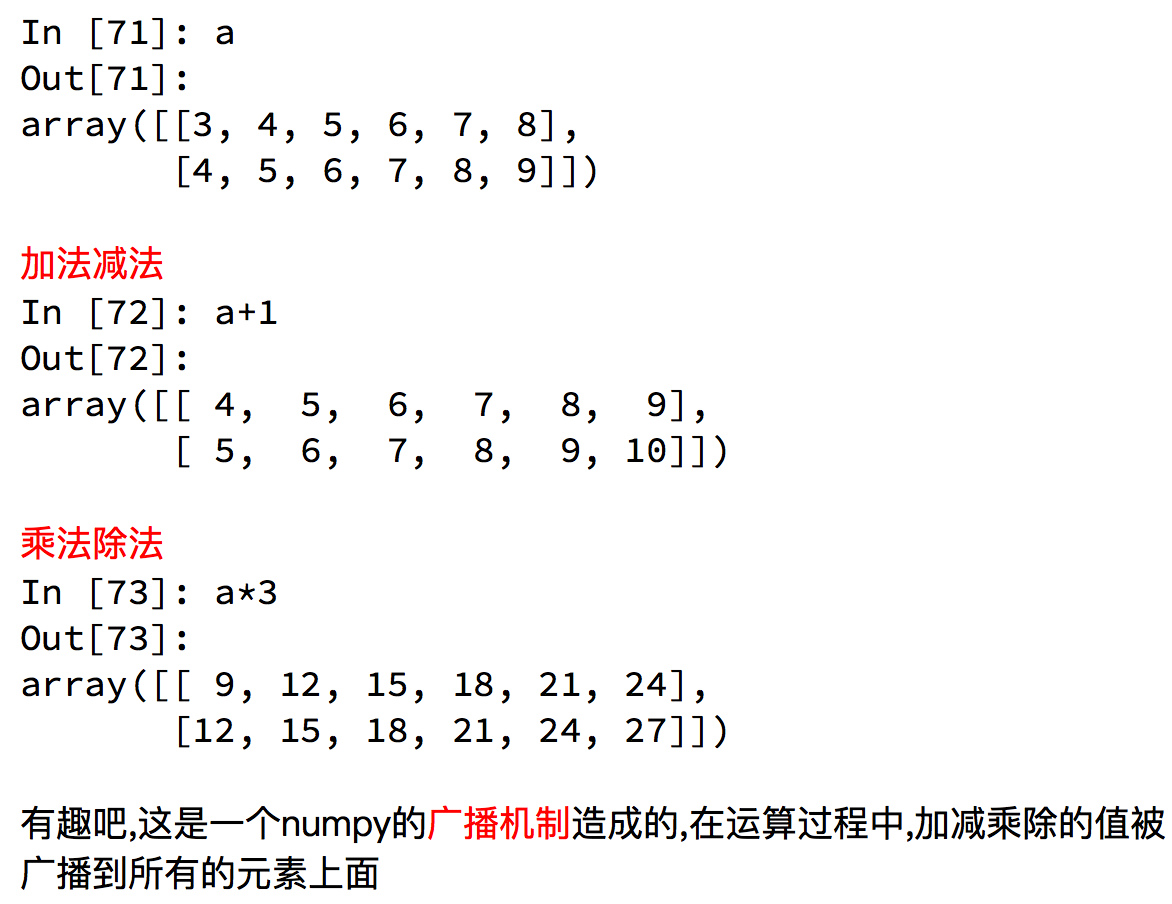 In [71]: a
Out[71]:
array([[3, 4, 5, 6, 7, 8],
       [4, 5, 6, 7, 8, 9]])
加法减法
In [72]: a+1
Out[72]:
array([[ 4,  5,  6,  7,  8,  9],
       [ 5,  6,  7,  8,  9, 10]])
乘法除法
In [73]: a*3
Out[73]:
array([[ 9, 12, 15, 18, 21, 24],
       [12, 15, 18, 21, 24, 27]])
有趣吧,这是一个numpy的广播机制造成的,在运算过程中,加减乘除的值被
广播到所有的元素上面